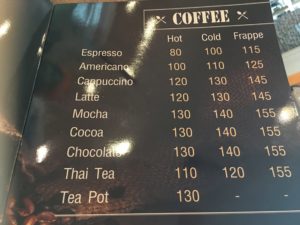 COFFEE
Hot Cold Frappe
Espresso 80 100 115
Americano 100 110 125
Cappuccino 120 130 145
Latte 120 130 145
Mocha 130 140 155
Cocoa 130 140 155
Chocolate 130 140 155
Thai Tea 110 120 155
Tea Pot 130 - -